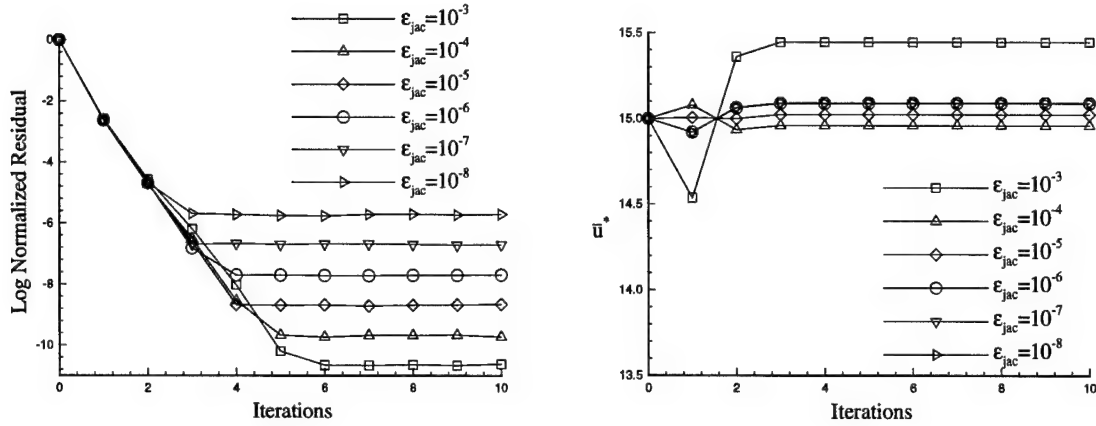 ε_jac=10^-3
ε_jac=10^-4
ε_jac=10^-5
ε_jac=10^-6
ε_jac=10^-7
ε_jac=10^-8
Log Normalized Residual
0
-2
-4
-6
-8
-10
0 2 4 6 8 10
Iterations
ū*
15.5
15.0
14.5
14.0
13.5
ε_jac=10^-3
ε_jac=10^-4
ε_jac=10^-5
ε_jac=10^-6
ε_jac=10^-7
ε_jac=10^-8
0 2 4 6 8 10
Iterations